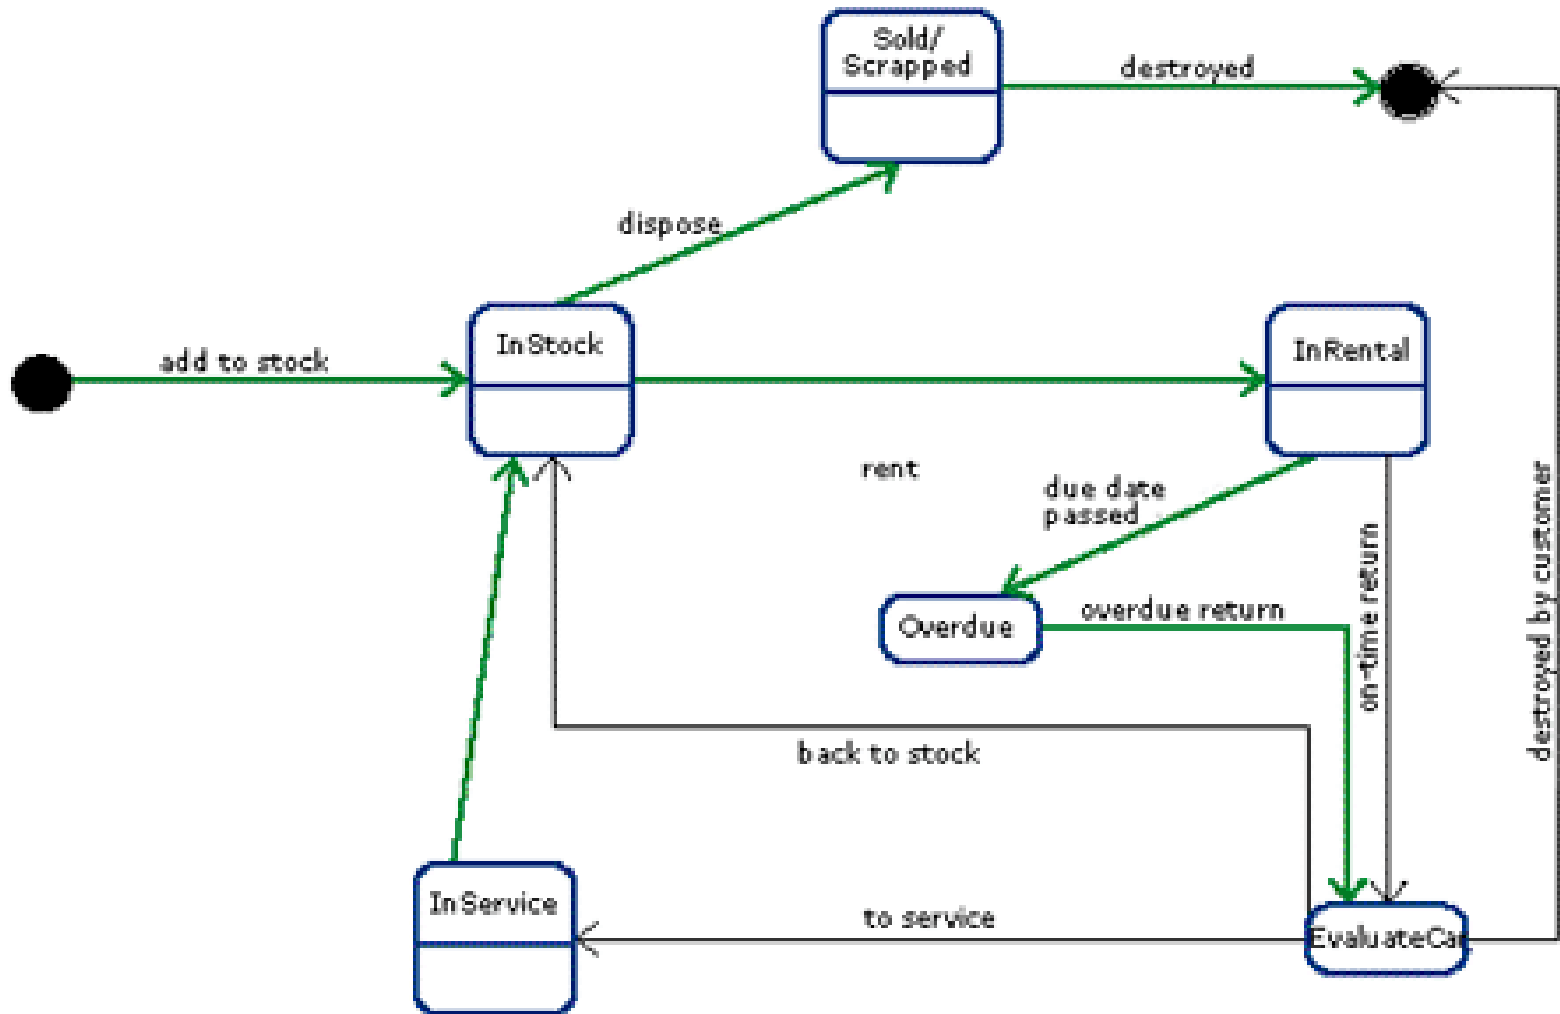 Sold/
Scrapped
destroyed
dispose
InStock
InRental
add to stock
rent
due date
passed
destroyed by customer
on-time return
Overdue
overdue return
back to stock
InService
to service
EvaluateCar